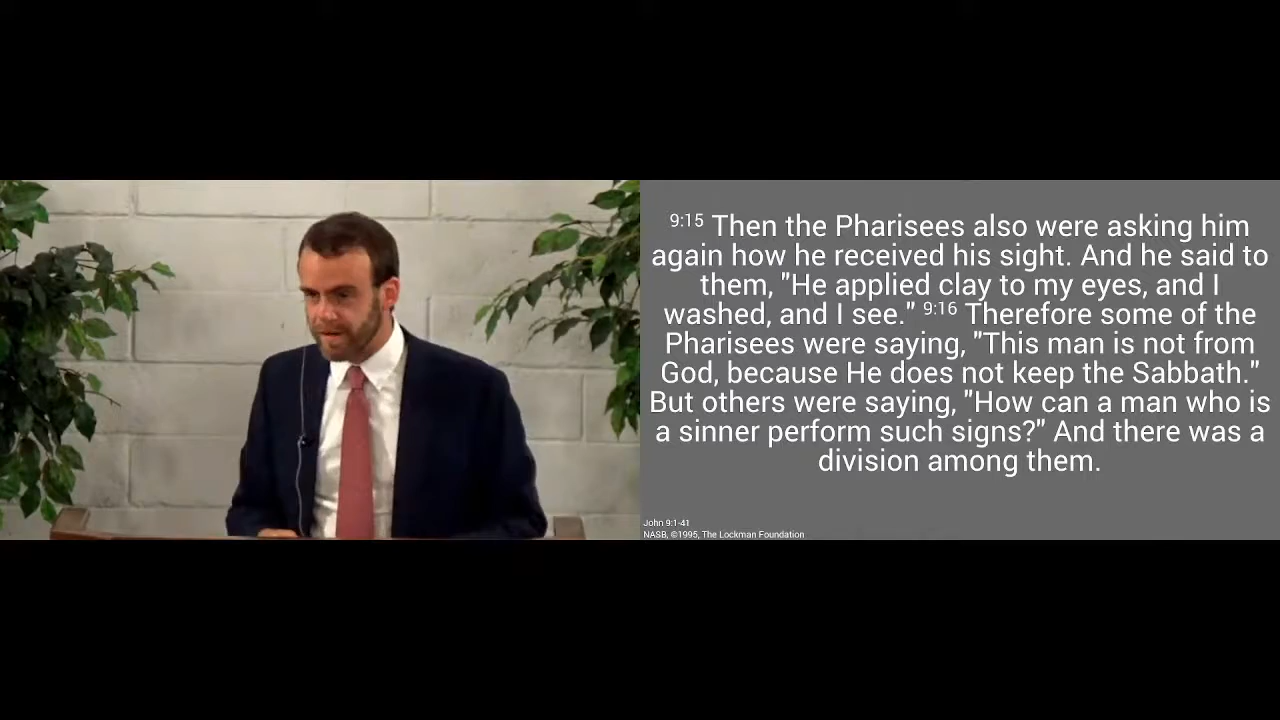 9:15 Then the Pharisees also were asking him
again how he received his sight. And he said to
them, "He applied clay to my eyes, and I
washed, and I see." 9:16 Therefore some of the
Pharisees were saying, "This man is not from
God, because He does not keep the Sabbath."
But others were saying, "How can a man who is
a sinner perform such signs?" And there was a
division among them.
John 9:1-41
NASB, ©1995, The Lockman Foundation